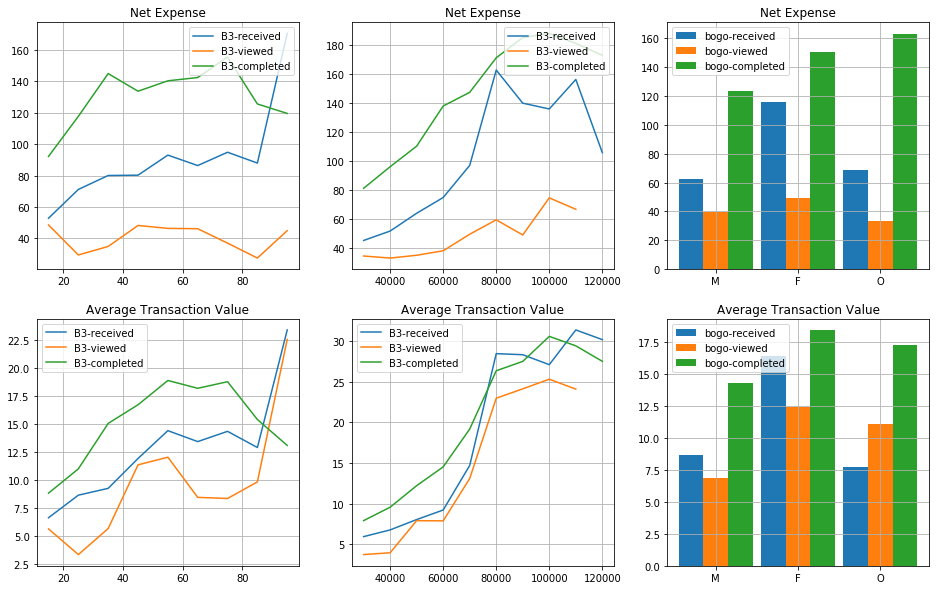 Net Expense
B3-received
B3-viewed
B3-completed
160
140
120
100
80
60
40
20
40
60
80
Net Expense
B3-received
B3-viewed
B3-completed
180
160
140
120
100
80
60
40
40000
60000
80000
100000
120000
Net Expense
bogo-received
bogo-viewed
bogo-completed
160
140
120
100
80
60
40
20
0
M
F
O
Average Transaction Value
B3-received
B3-viewed
B3-completed
22.5
20.0
17.5
15.0
12.5
10.0
7.5
5.0
2.5
20
40
60
80
Average Transaction Value
B3-received
B3-viewed
B3-completed
30
25
20
15
10
5
40000
60000
80000
100000
120000
Average Transaction Value
bogo-received
bogo-viewed
bogo-completed
17.5
15.0
12.5
10.0
7.5
5.0
2.5
0.0
M
F
O